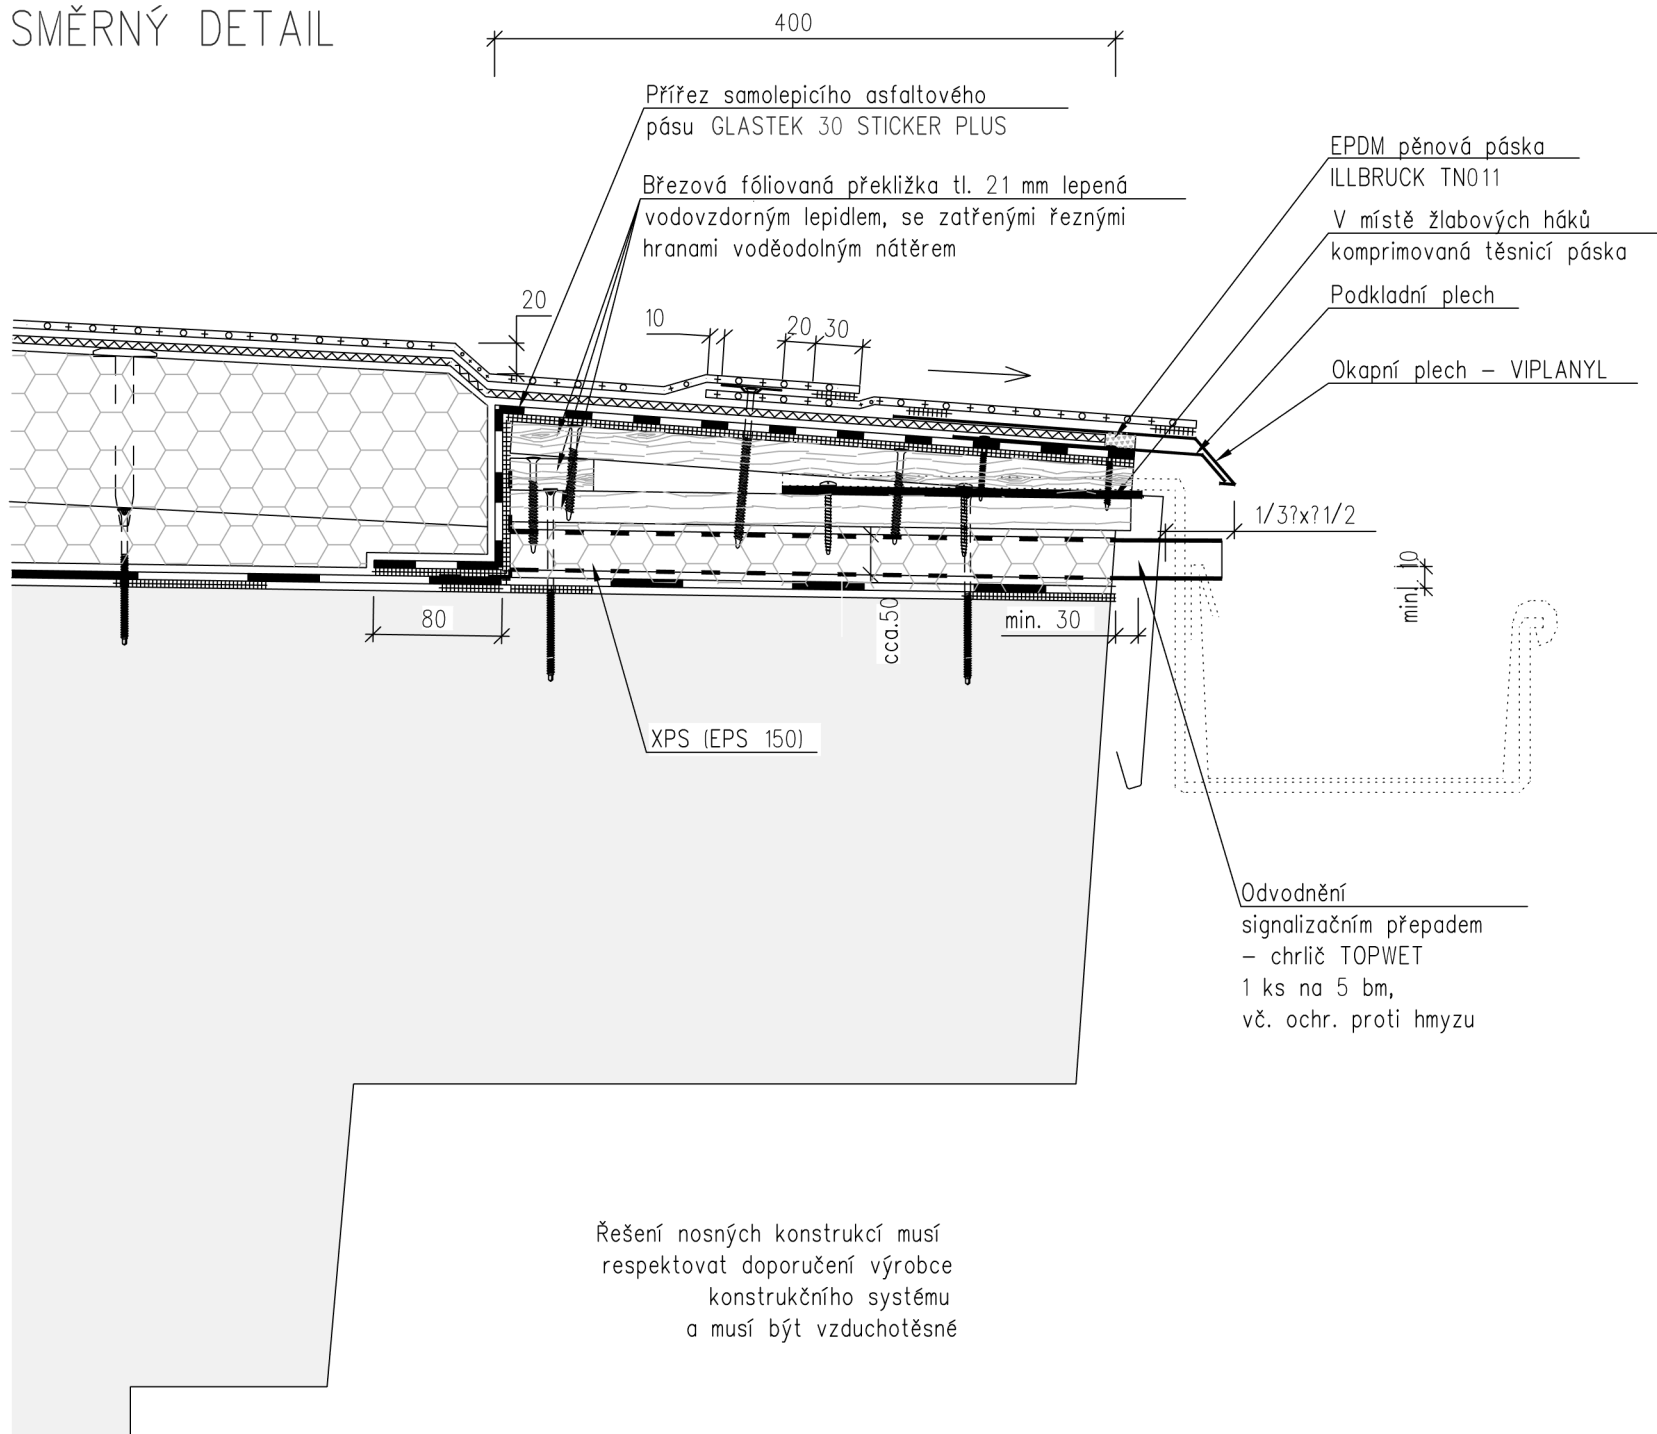 SMĚRNÝ DETAIL
400
Přířez samolepicího asfaltového
pásu GLASTEK 30 STICKER PLUS
EPDM pěnová páska
ILLBRUCK TN011
Březová fóliovaná překližka tl. 21 mm lepená
vodovzdorným lepidlem, se zatřenými řeznými
hranami voděodolným nátěrem
V místě žlabových háků
komprimovaná těsnicí páska
Podkladní plech
20
10
20
30
Okapní plech – VIPLANYL
1/3?x?1/2
min. 10
80
cca.50
min. 30
XPS (EPS 150)
Odvodnění
signalizačním přepadem
– chrlič TOPWET
1 ks na 5 bm,
vč. ochr. proti hmyzu
Řešení nosných konstrukcí musí
respektovat doporučení výrobce
konstrukčního systému
a musí být vzduchotěsné